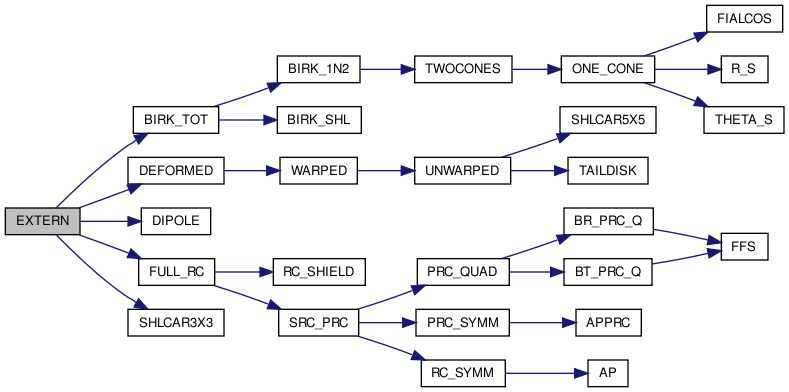 FIALCOS
BIRK_1N2
TWOCONES
ONE_CONE
R_S
BIRK_TOT
BIRK_SHL
SHLCAR5X5
THETA_S
DEFORMED
WARPED
UNWARPED
TAILDISK
EXTERN
DIPOLE
BR_PRC_Q
FFS
FULL_RC
RC_SHIELD
PRC_QUAD
BT_PRC_Q
SHLCAR3X3
SRC_PRC
PRC_SYMM
APPRC
RC_SYMM
AP